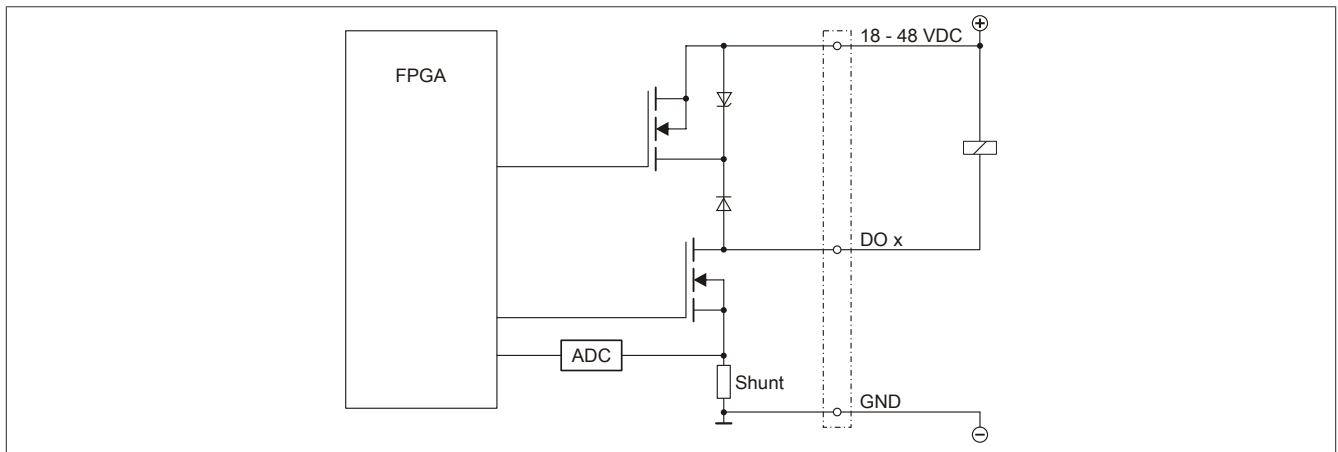 18 - 48 VDC
FPGA
DO x
ADC
Shunt
GND